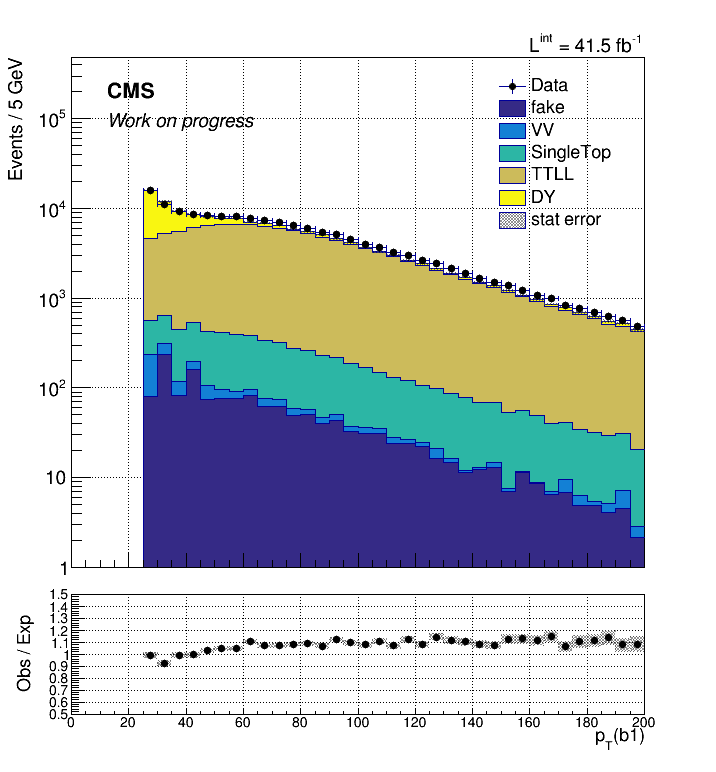 L^int = 41.5 fb^-1
CMS
Work on progress
Events / 5 GeV
Data
fake
VV
SingleTop
TTLL
DY
stat error
10^5
10^4
10^3
10^2
10
1
Obs / Exp
1.5
1.4
1.3
1.2
1.1
1
0.9
0.8
0.7
0.6
0.5
0 20 40 60 80 100 120 140 160 180 200
p_T(b1)